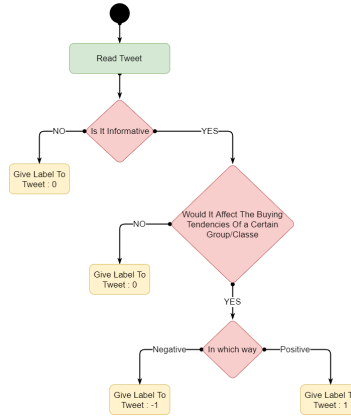 Read Tweet
Is It Informative
NO
YES
Give Label To
Tweet : 0
Would It Affect The Buying
Tendencies Of a Certain
Group/Classe
NO
Give Label To
Tweet : 0
YES
In which way
Negative
Positive
Give Label To
Tweet : -1
Give Label T
Tweet : 1